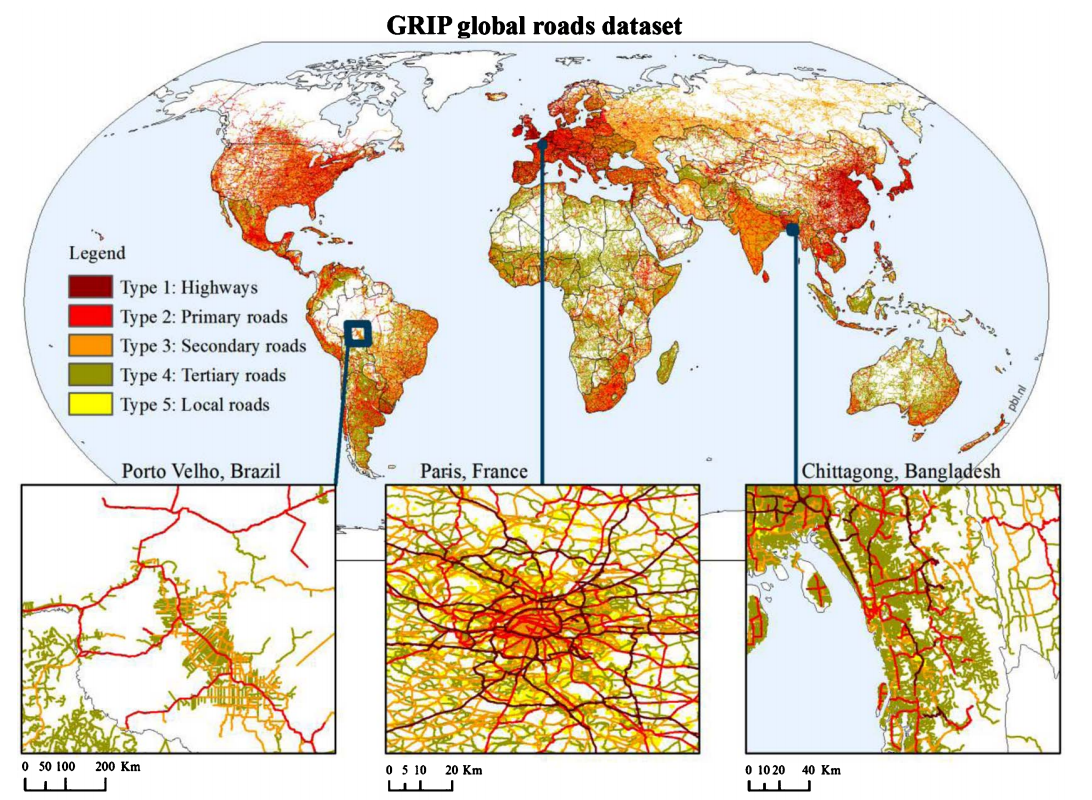 GRIP global roads dataset
Legend
Type 1: Highways
Type 2: Primary roads
Type 3: Secondary roads
Type 4: Tertiary roads
Type 5: Local roads
pbl.nl
Porto Velho, Brazil
Paris, France
Chittagong, Bangladesh
0 50 100 200 Km
0 5 10 20 Km
0 10 20 40 Km